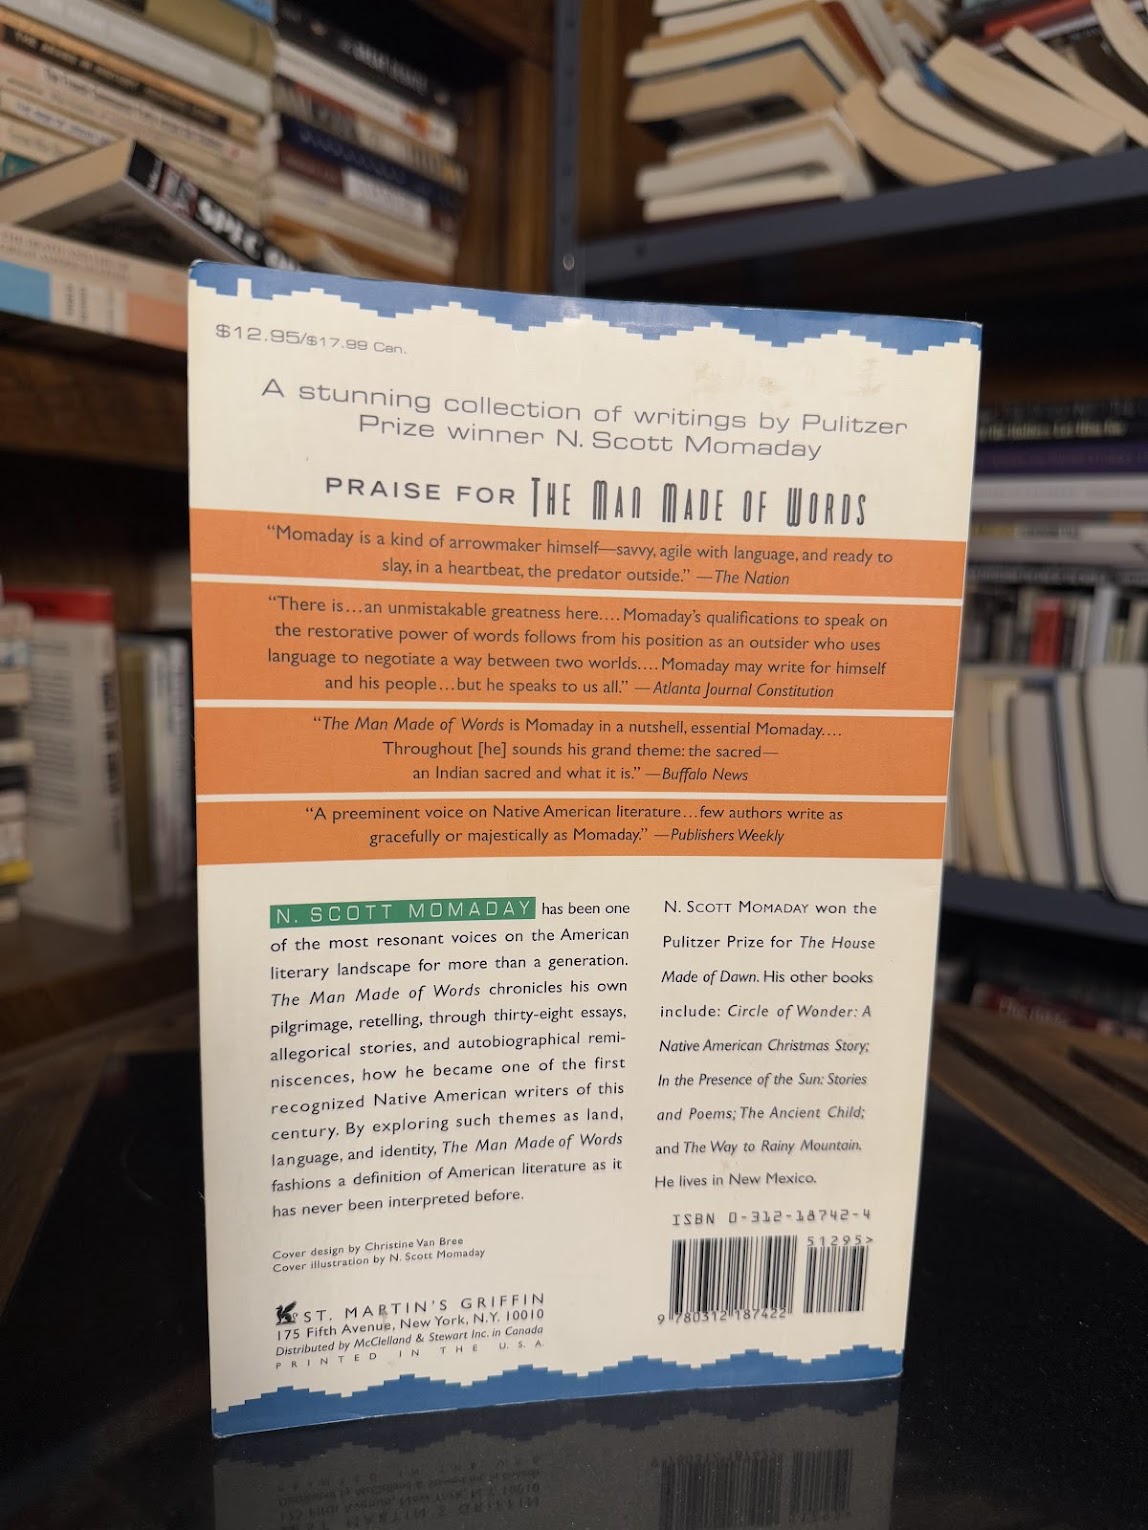 SPEC
$12.95/$17.99 Can.
A stunning collection of writings by Pulitzer
Prize winner N. Scott Momaday
PRAISE FOR THE MAN MADE OF WORDS
“Momaday is a kind of arrowmaker himself—savvy, agile with language, and ready to
slay, in a heartbeat, the predator outside.” —The Nation
“There is...an unmistakable greatness here.... Momaday’s qualifications to speak on
the restorative power of words follows from his position as an outsider who uses
language to negotiate a way between two worlds.... Momaday may write for himself
and his people...but he speaks to us all.” —Atlanta Journal Constitution
“The Man Made of Words is Momaday in a nutshell, essential Momaday....
Throughout [he] sounds his grand theme: the sacred—
an Indian sacred and what it is.” —Buffalo News
“A preeminent voice on Native American literature...few authors write as
gracefully or majestically as Momaday.” —Publishers Weekly
N. SCOTT MOMADAY has been one
of the most resonant voices on the American
literary landscape for more than a generation.
The Man Made of Words chronicles his own
pilgrimage, retelling, through thirty-eight essays,
allegorical stories, and autobiographical remi-
niscences, how he became one of the first
recognized Native American writers of this
century. By exploring such themes as land,
language, and identity, The Man Made of Words
fashions a definition of American literature as it
has never been interpreted before.
Cover design by Christine Van Bree
Cover illustration by N. Scott Momaday
ST. MARTIN’S GRIFFIN
175 Fifth Avenue, New York, N.Y. 10010
Distributed by McClelland & Stewart Inc. in Canada
PRINTED IN THE U.S.A.
N. SCOTT MOMADAY won the
Pulitzer Prize for The House
Made of Dawn. His other books
include: Circle of Wonder: A
Native American Christmas Story;
In the Presence of the Sun: Stories
and Poems; The Ancient Child;
and The Way to Rainy Mountain.
He lives in New Mexico.
ISBN 0-312-18742-4
51295>
9 780312 187422